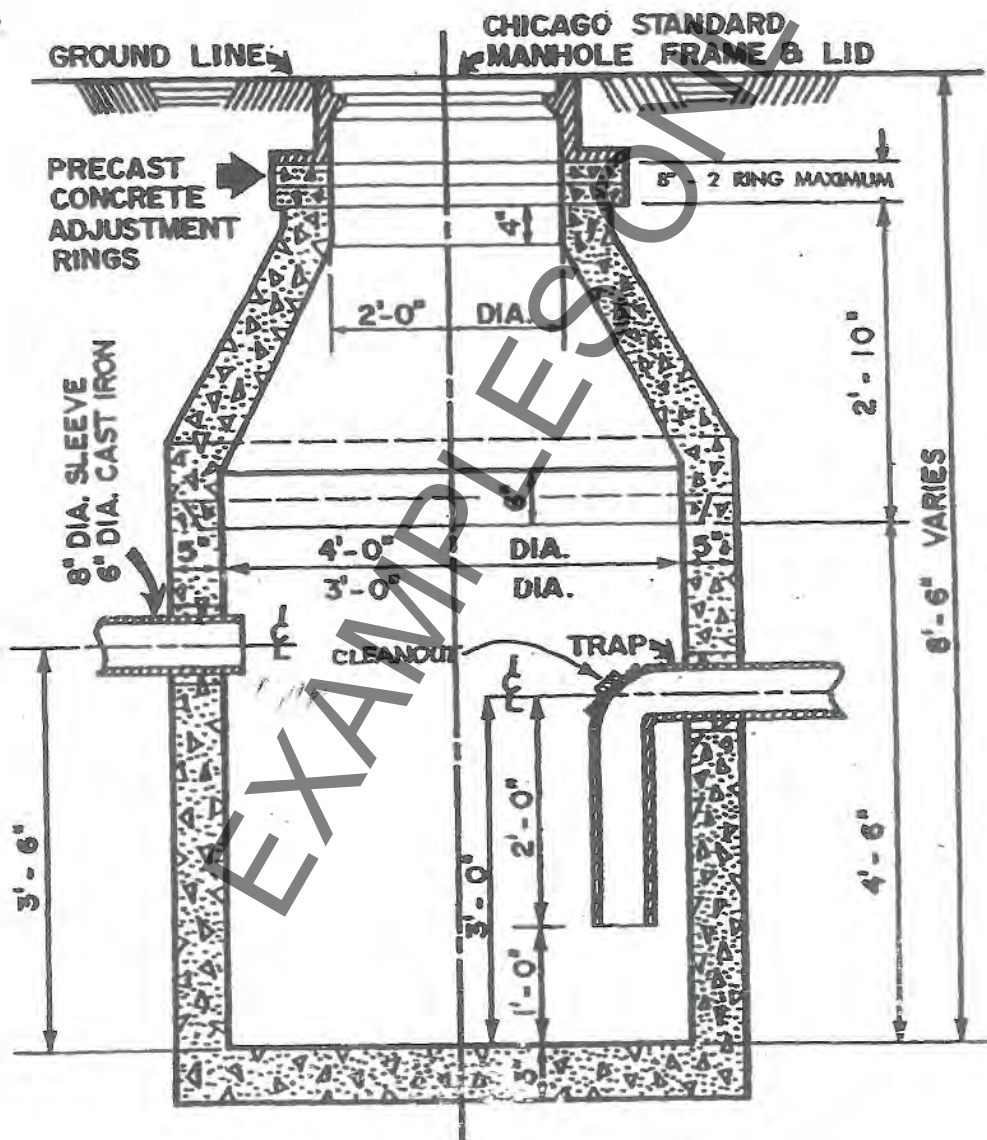 GROUND LINE
CHICAGO STANDARD
MANHOLE FRAME & LID
PRECAST
CONCRETE
ADJUSTMENT
RINGS
8" - 2 RING MAXIMUM
4"
2'-0" DIA.
2'-10"
8" DIA. SLEEVE
6" DIA. CAST IRON
6"
5"
4'-0" DIA.
5"
3'-0" DIA.
8'-6" VARIES
CLEANOUT
TRAP
℄
℄
3'-6"
3'-0"
2'-0"
4'-6"
1'-0"
EXAMPLES ONL